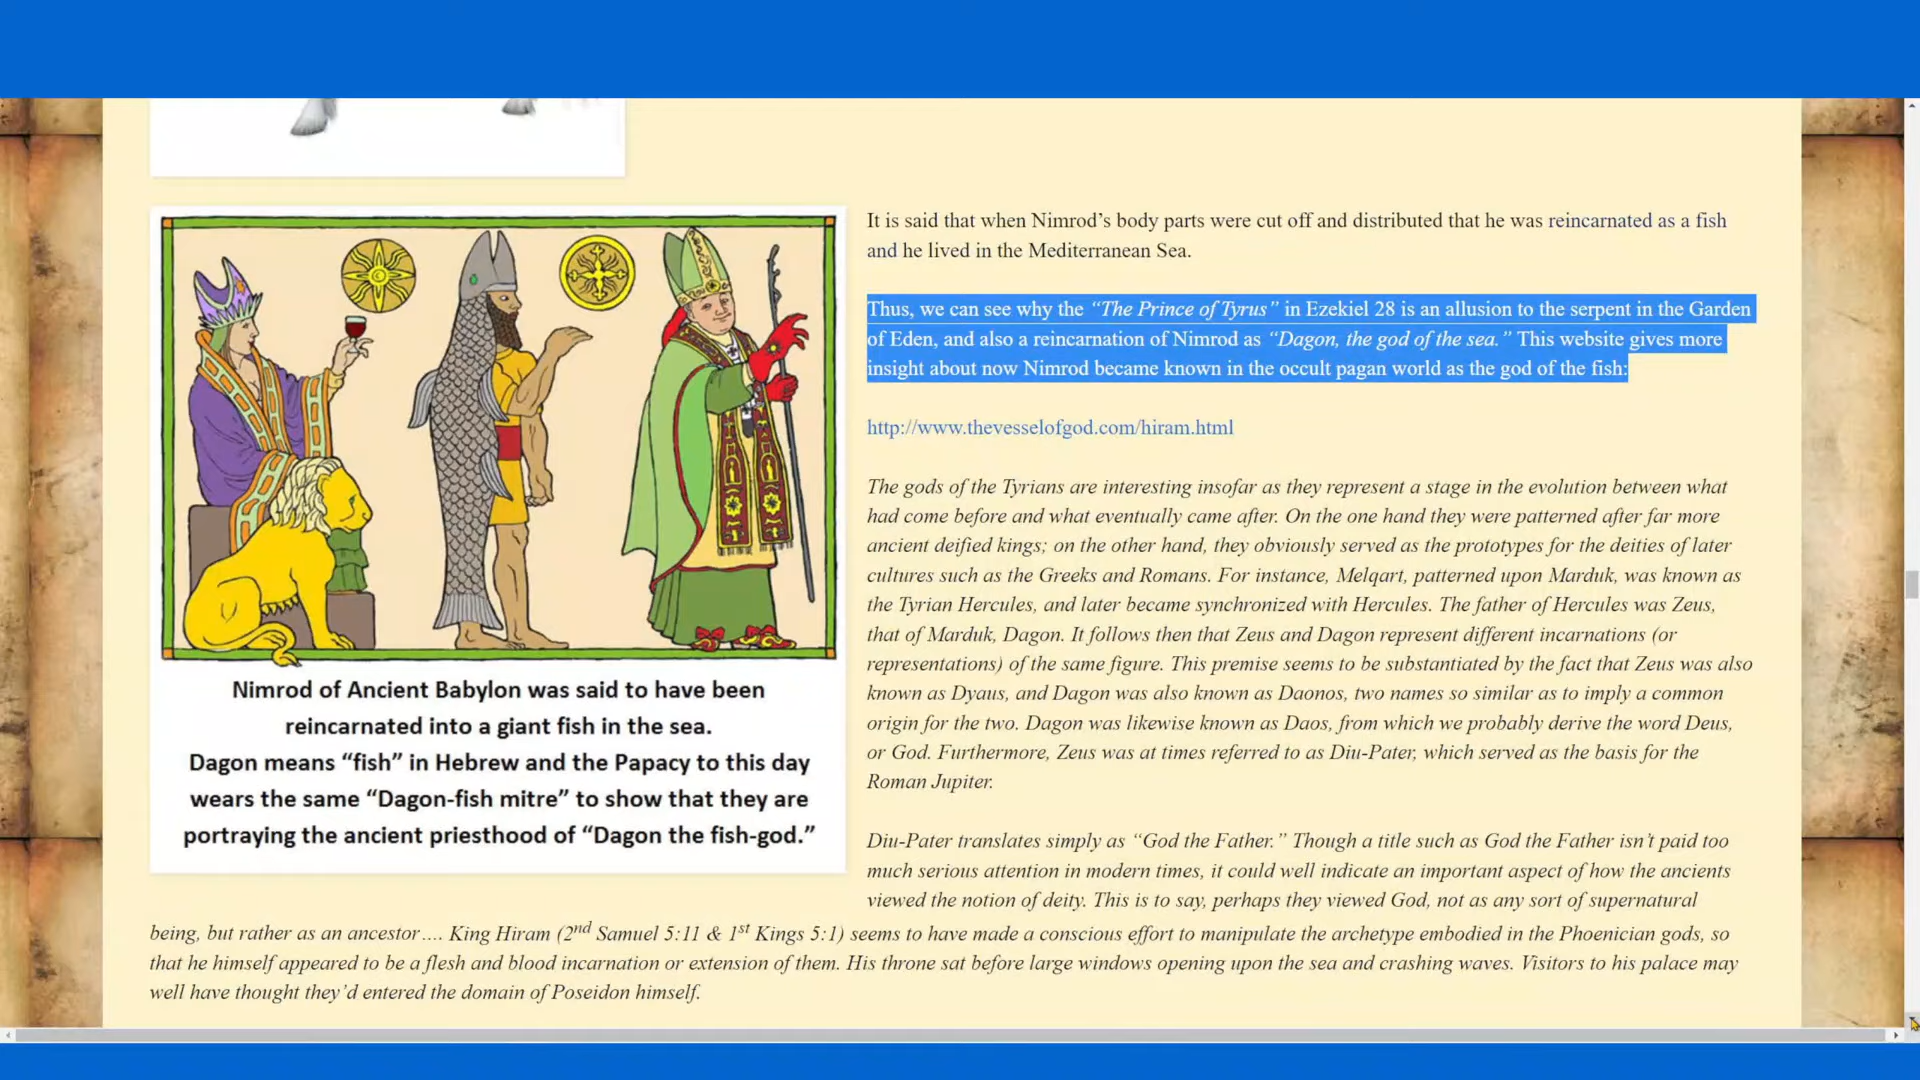 It is said that when Nimrod’s body parts were cut off and distributed that he was reincarnated as a fish
and he lived in the Mediterranean Sea.
Thus, we can see why the “The Prince of Tyrus” in Ezekiel 28 is an allusion to the serpent in the Garden
of Eden, and also a reincarnation of Nimrod as “Dagon, the god of the sea.” This website gives more
insight about now Nimrod became known in the occult pagan world as the god of the fish:
http://www.thevesselofgod.com/hiram.html
The gods of the Tyrians are interesting insofar as they represent a stage in the evolution between what
had come before and what eventually came after. On the one hand they were patterned after far more
ancient deified kings; on the other hand, they obviously served as the prototypes for the deities of later
cultures such as the Greeks and Romans. For instance, Melqart, patterned upon Marduk, was known as
the Tyrian Hercules, and later became synchronized with Hercules. The father of Hercules was Zeus,
that of Marduk, Dagon. It follows then that Zeus and Dagon represent different incarnations (or
representations) of the same figure. This premise seems to be substantiated by the fact that Zeus was also
known as Dyaus, and Dagon was also known as Daonos, two names so similar as to imply a common
origin for the two. Dagon was likewise known as Daos, from which we probably derive the word Deus,
or God. Furthermore, Zeus was at times referred to as Diu-Pater, which served as the basis for the
Roman Jupiter.
Diu-Pater translates simply as “God the Father.” Though a title such as God the Father isn’t paid too
much serious attention in modern times, it could well indicate an important aspect of how the ancients
viewed the notion of deity. This is to say, perhaps they viewed God, not as any sort of supernatural
being, but rather as an ancestor…. King Hiram (2nd Samuel 5:11 & 1st Kings 5:1) seems to have made a conscious effort to manipulate the archetype embodied in the Phoenician gods, so
that he himself appeared to be a flesh and blood incarnation or extension of them. His throne sat before large windows opening upon the sea and crashing waves. Visitors to his palace may
well have thought they’d entered the domain of Poseidon himself.
Nimrod of Ancient Babylon was said to have been
reincarnated into a giant fish in the sea.
Dagon means “fish” in Hebrew and the Papacy to this day
wears the same “Dagon-fish mitre” to show that they are
portraying the ancient priesthood of “Dagon the fish-god.”